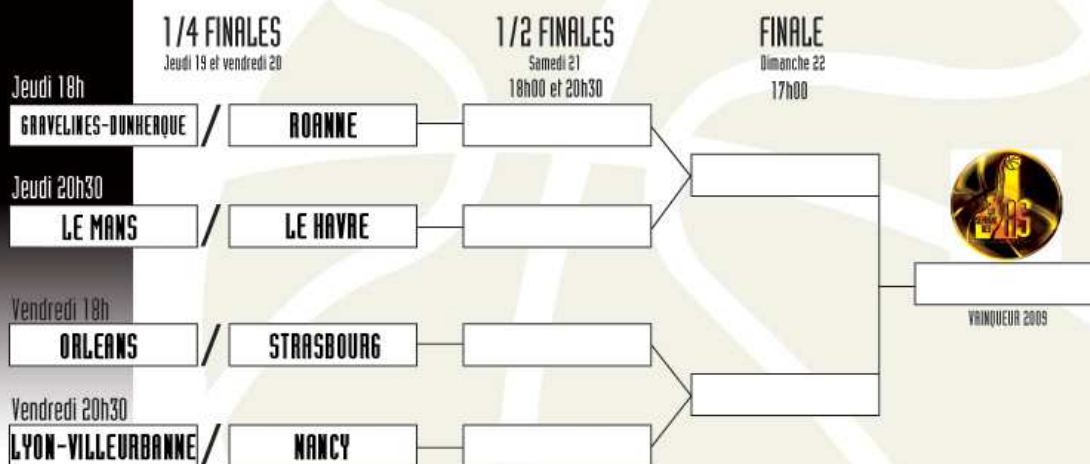 1/4 FINALES
Jeudi 19 et vendredi 20
1/2 FINALES
Samedi 21
18h00 et 20h30
FINALE
Dimanche 22
17h00
Jeudi 18h
GRAVELINES-DUNKERQUE / ROANNE
Jeudi 20h30
LE MANS / LE HAVRE
Vendredi 18h
ORLEANS / STRASBOURG
Vendredi 20h30
LYON-VILLEURBANNE / NANCY
AS
VAINQUEUR 2009